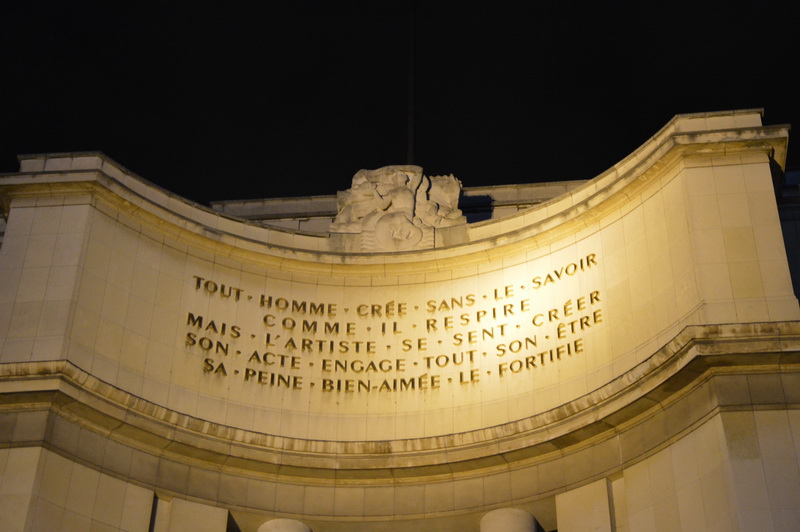 TOUT · HOMME · CRÉE · SANS · LE · SAVOIR
COMME · IL · RESPIRE
MAIS · L'ARTISTE · SE · SENT · CRÉER
SON · ACTE · ENGAGE · TOUT · SON · ÊTRE
SA · PEINE · BIEN-AIMÉE · LE · FORTIFIE